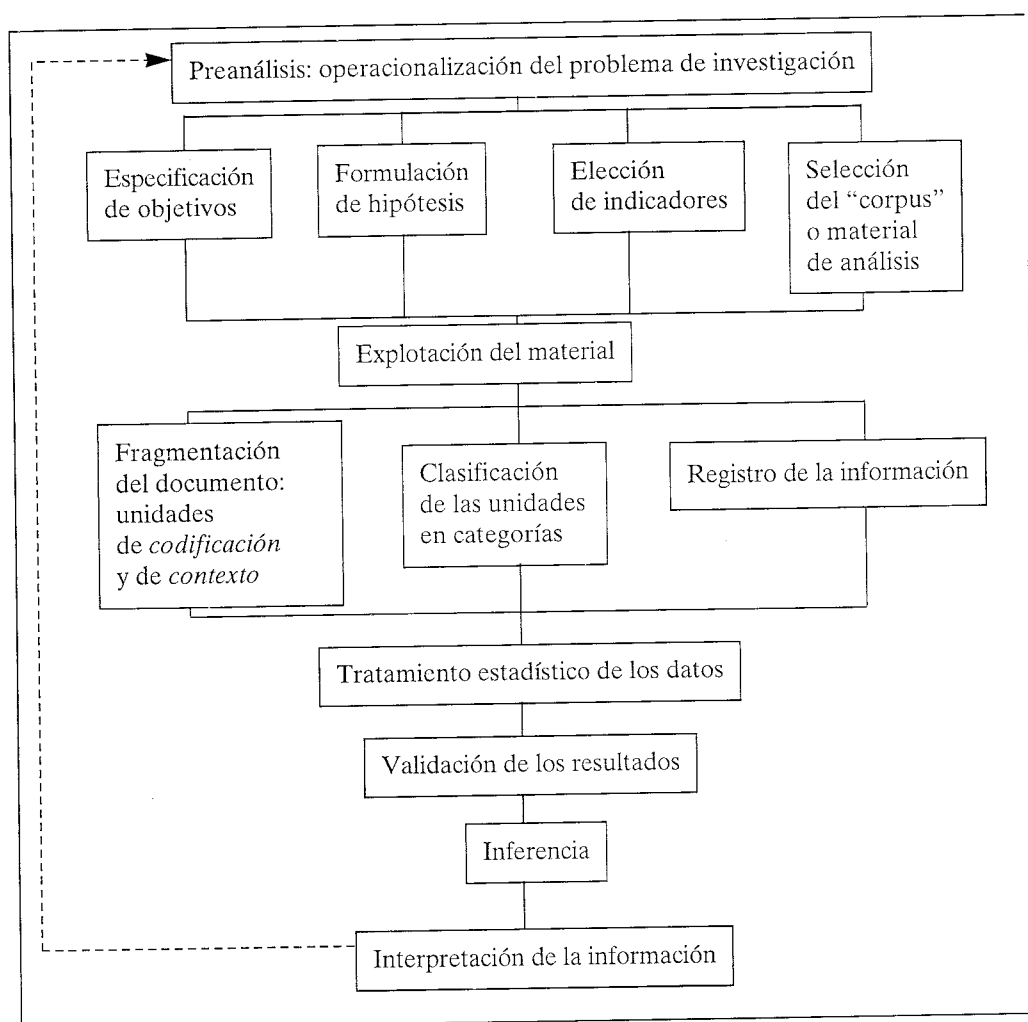 Preanálisis: operacionalización del problema de investigación
Especificación
de objetivos
Formulación
de hipótesis
Elección
de indicadores
Selección
del “corpus”
o material
de análisis
Explotación del material
Fragmentación
del documento:
unidades
de codificación
y de contexto
Clasificación
de las unidades
en categorías
Registro de la información
Tratamiento estadístico de los datos
Validación de los resultados
Inferencia
Interpretación de la información